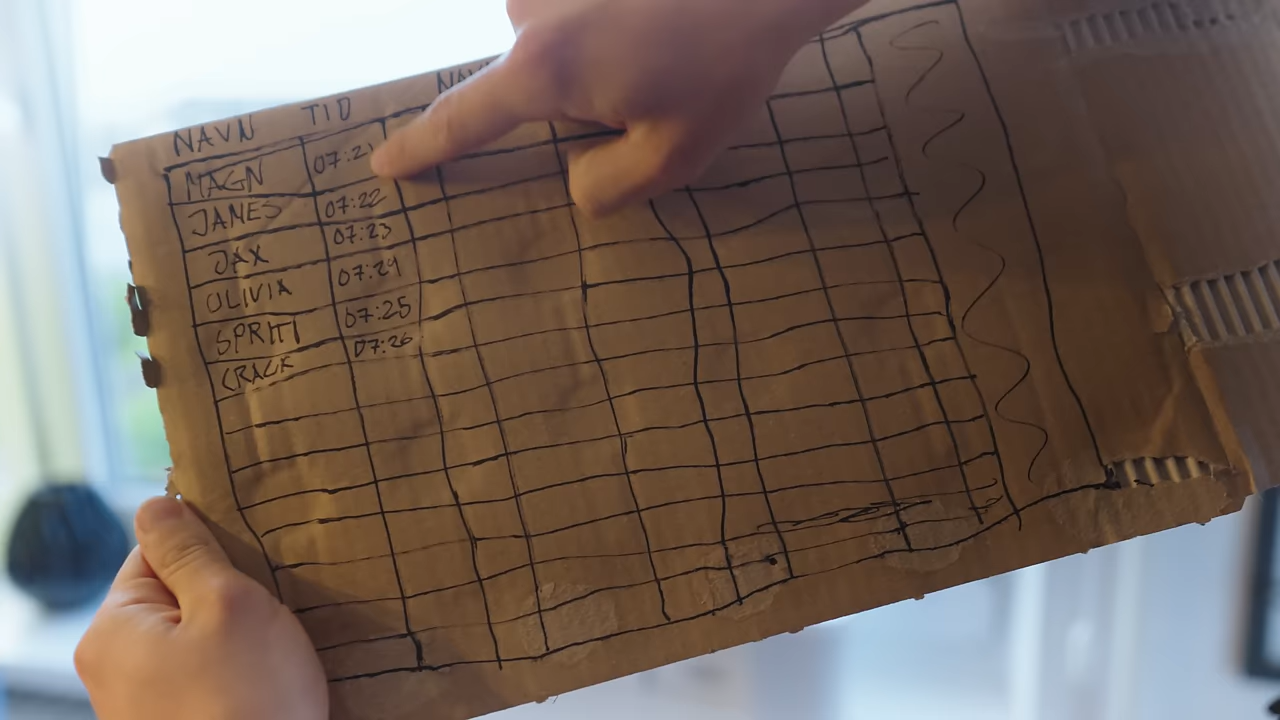 NAVN TID NAVN
MAGN 07:21
JAMES 07:22
JAX 07:23
OLIVIA 07:24
SPRITI 07:25
CRACK 07:26